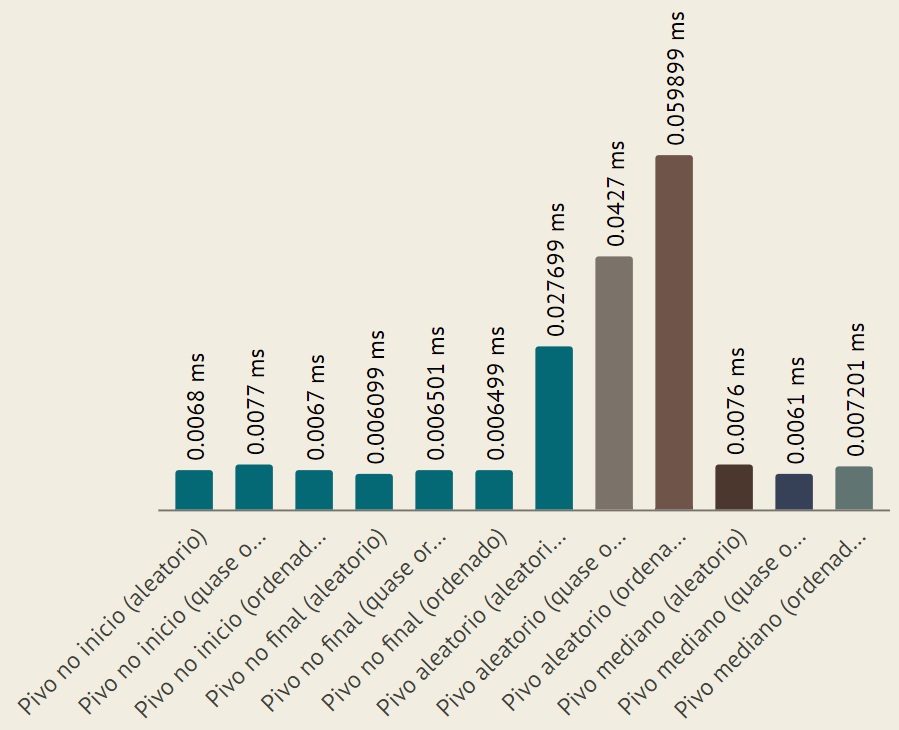 0.0068 ms
0.0077 ms
0.0067 ms
0.006099 ms
0.006501 ms
0.006499 ms
0.027699 ms
0.0427 ms
0.059899 ms
0.0076 ms
0.0061 ms
0.007201 ms
Pivo no inicio (aleatorio)
Pivo no inicio (quase o...
Pivo no inicio (ordenad...
Pivo no final (aleatorio)
Pivo no final (quase or...
Pivo no final (ordenado)
Pivo aleatorio (aleatori...
Pivo aleatorio (quase o...
Pivo aleatorio (ordena...
Pivo mediano (aleatorio)
Pivo mediano (quase o...
Pivo mediano (ordenad...